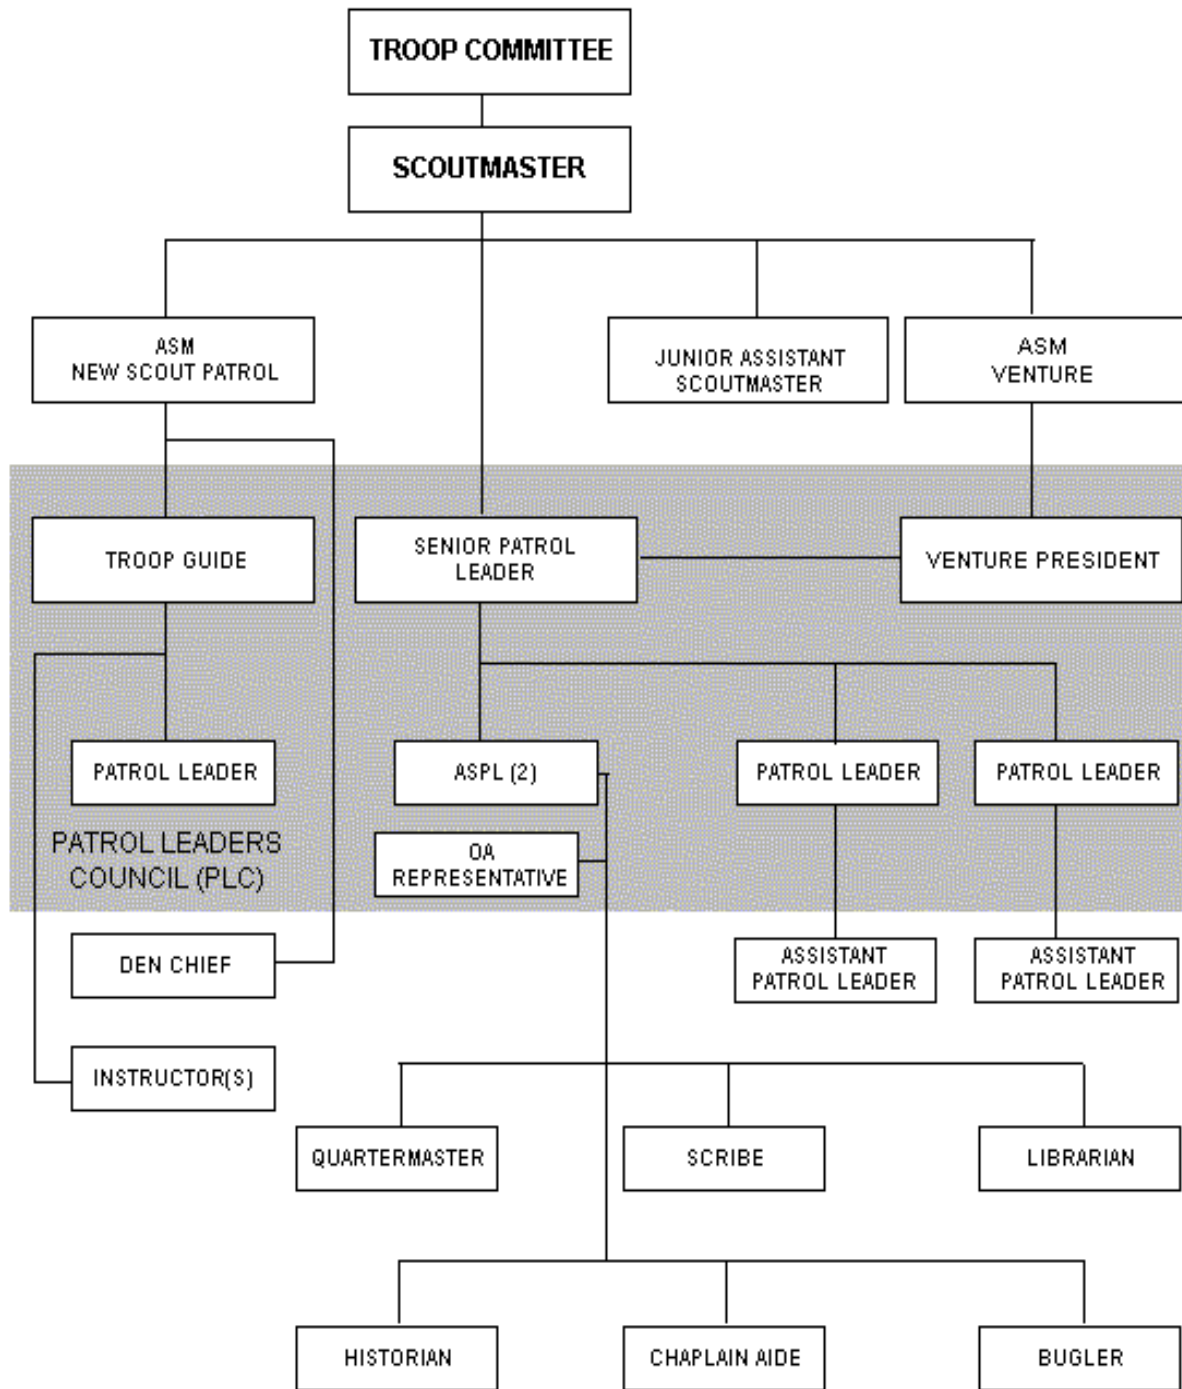 TROOP COMMITTEE
SCOUTMASTER
ASM
NEW SCOUT PATROL
JUNIOR ASSISTANT
SCOUTMASTER
ASM
VENTURE
TROOP GUIDE
SENIOR PATROL
LEADER
VENTURE PRESIDENT
PATROL LEADER
ASPL (2)
PATROL LEADER
PATROL LEADER
PATROL LEADERS
COUNCIL (PLC)
OA
REPRESENTATIVE
DEN CHIEF
ASSISTANT
PATROL LEADER
ASSISTANT
PATROL LEADER
INSTRUCTOR(S)
QUARTERMASTER
SCRIBE
LIBRARIAN
HISTORIAN
CHAPLAIN AIDE
BUGLER